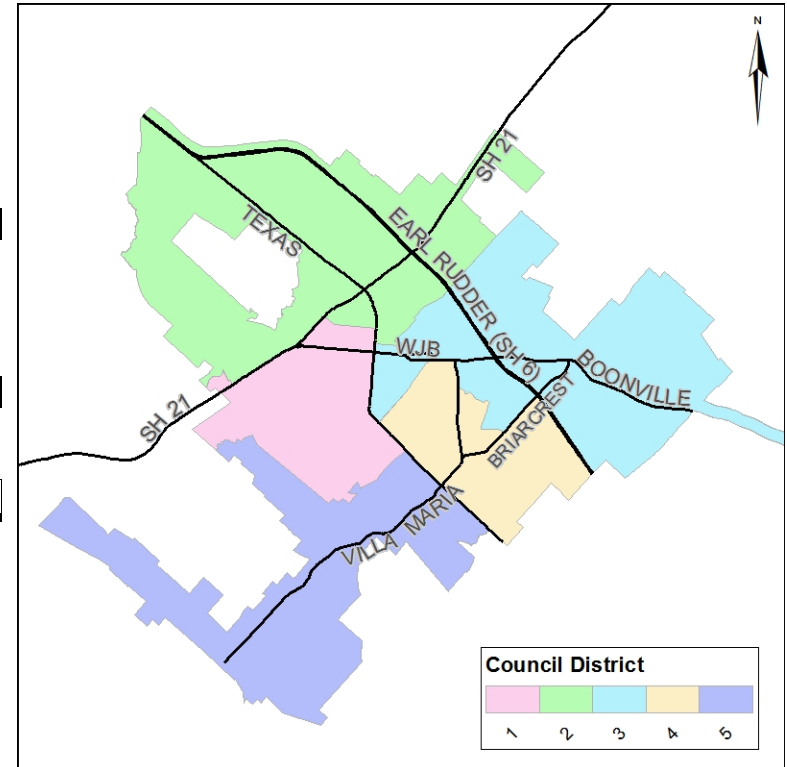 N
SH 21
TEXAS
EARL RUDDER (SH 6)
WJB
BOONVILLE
SH 21
BRIARCREST
VILLA MARIA
Council District
1 2 3 4 5